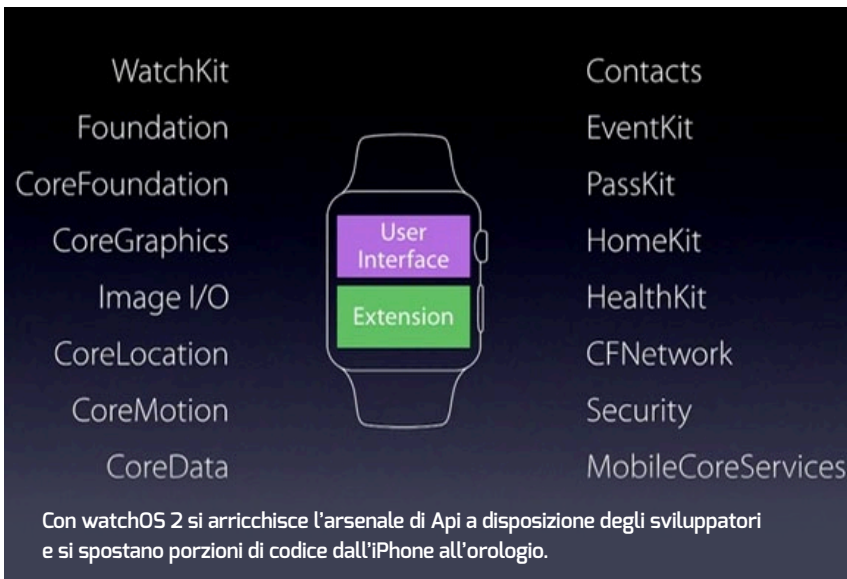 WatchKit
Foundation
CoreFoundation
CoreGraphics
Image I/O
CoreLocation
CoreMotion
CoreData
User
Interface
Extension
Contacts
EventKit
PassKit
HomeKit
HealthKit
CFNetwork
Security
MobileCoreServices
Con watchOS 2 si arricchisce l'arsenale di Api a disposizione degli sviluppatori
e si spostano porzioni di codice dall'iPhone all'orologio.